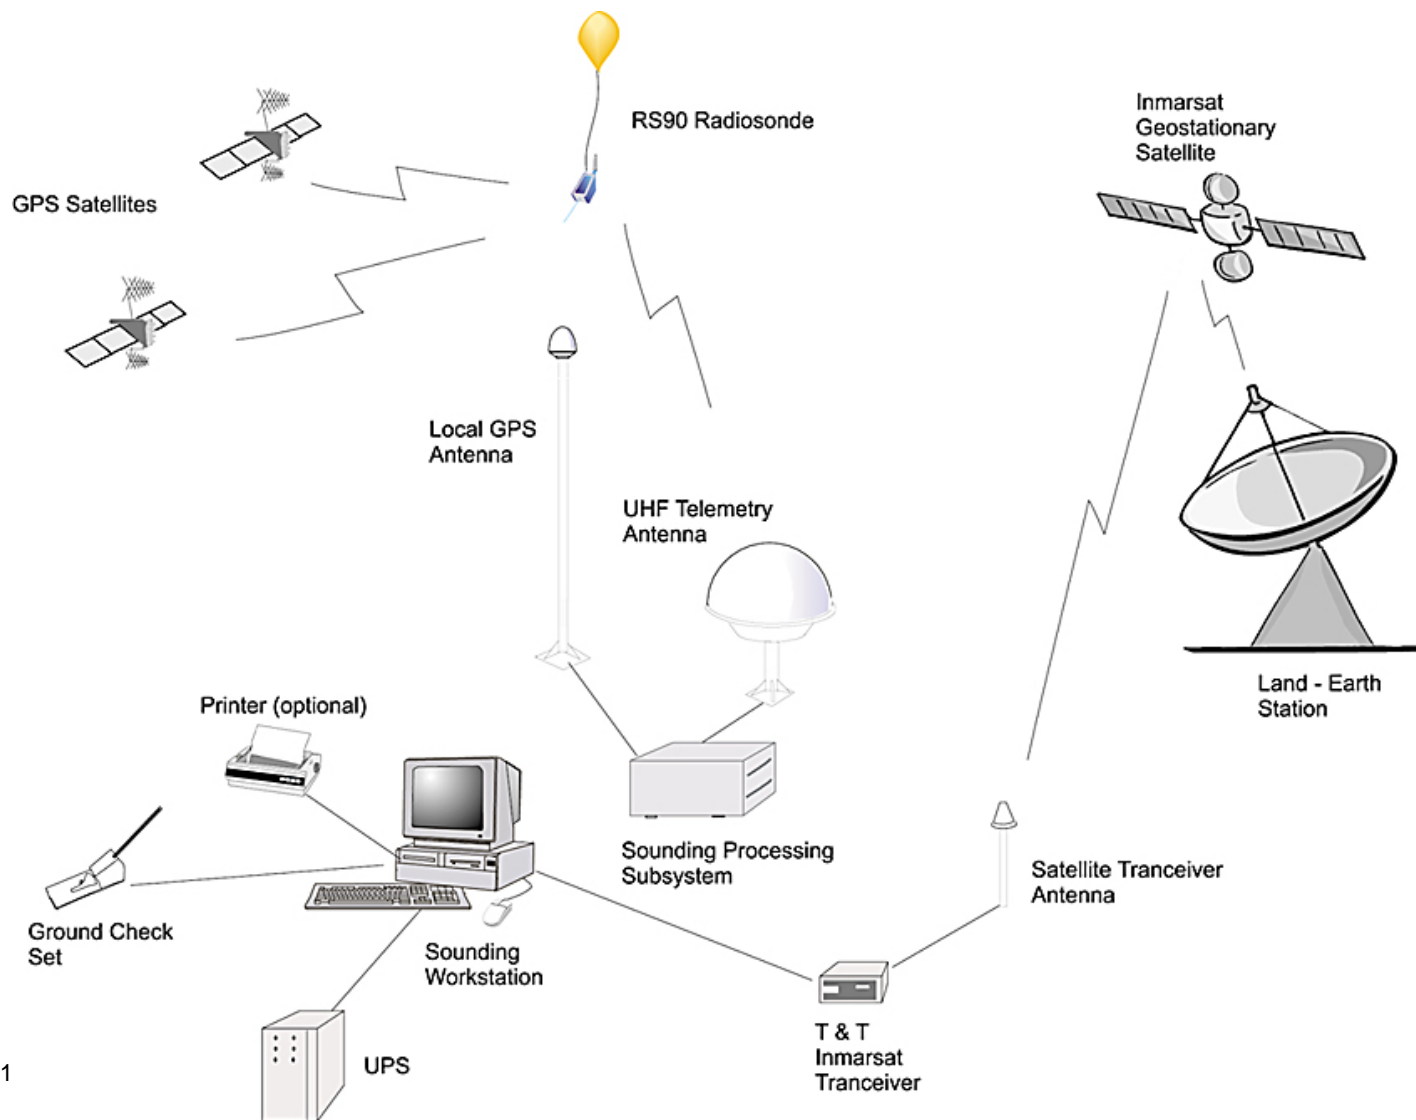 RS90 Radiosonde
Inmarsat
Geostationary
Satellite
GPS Satellites
Local GPS
Antenna
UHF Telemetry
Antenna
Land - Earth
Station
Printer (optional)
Sounding Processing
Subsystem
Satellite Tranceiver
Antenna
Ground Check
Set
Sounding
Workstation
T & T
Inmarsat
Tranceiver
UPS
1